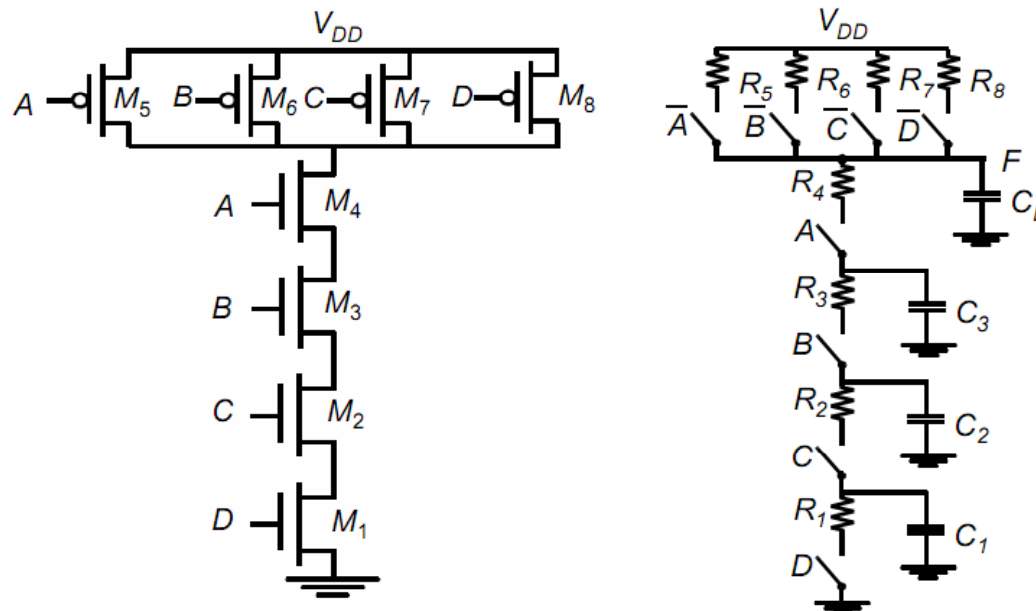 V_DD
A M_5 B M_6 C M_7 D M_8
A M_4
B M_3
C M_2
D M_1
V_DD
R_5 R_6 R_7 R_8
A̅ B̅ C̅ D̅
F
R_4
A
R_3 C_3
B
R_2 C_2
C
R_1 C_1
D